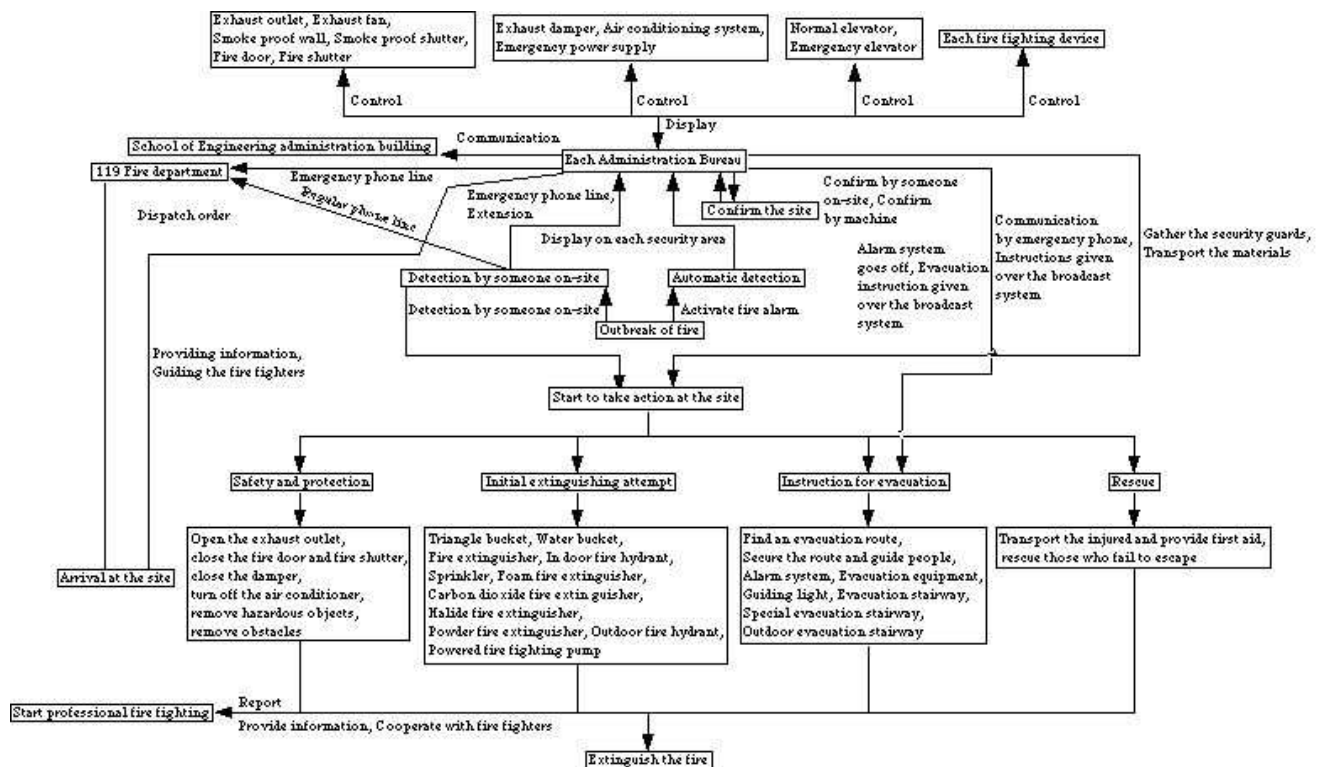 Exhaust outlet, Exhaust fan,
Smoke proof wall, Smoke proof shutter,
Fire door, Fire shutter
Exhaust damper, Air conditioning system,
Emergency power supply
Normal elevator,
Emergency elevator
Each fire fighting device
Control
Control
Control
Control
Display
Communication
School of Engineering administration building
Each Administration Bureau
119 Fire department
Emergency phone line
Regular phone line
Dispatch order
Emergency phone line,
Extension
Confirm the site
Confirm by someone
on-site, Confirm
by machine
Display on each security area
Communication
by emergency phone,
Instructions given
over the broadcast
system
Gather the security guards,
Transport the materials
Alarm system
goes off, Evacuation
instruction given
over the broadcast
system
Detection by someone on-site
Automatic detection
Detection by someone on-site
Activate fire alarm
Outbreak of fire
Providing information,
Guiding the fire fighters
Start to take action at the site
Safety and protection
Initial extinguishing attempt
Instruction for evacuation
Rescue
Open the exhaust outlet,
close the fire door and fire shutter,
close the damper,
turn off the air conditioner,
remove hazardous objects,
remove obstacles
Triangle bucket, Water bucket,
Fire extinguisher, In door fire hydrant,
Sprinkler, Foam fire extinguisher,
Carbon dioxide fire extin guisher,
Halide fire extinguisher,
Powder fire extinguisher, Outdoor fire hydrant,
Powered fire fighting pump
Find an evacuation route,
Secure the route and guide people,
Alarm system, Evacuation equipment,
Guiding light, Evacuation stairway,
Special evacuation stairway,
Outdoor evacuation stairway
Transport the injured and provide first aid,
rescue those who fail to escape
Arrival at the site
Report
Start professional fire fighting
Provide information, Cooperate with fire fighters
Extinguish the fire